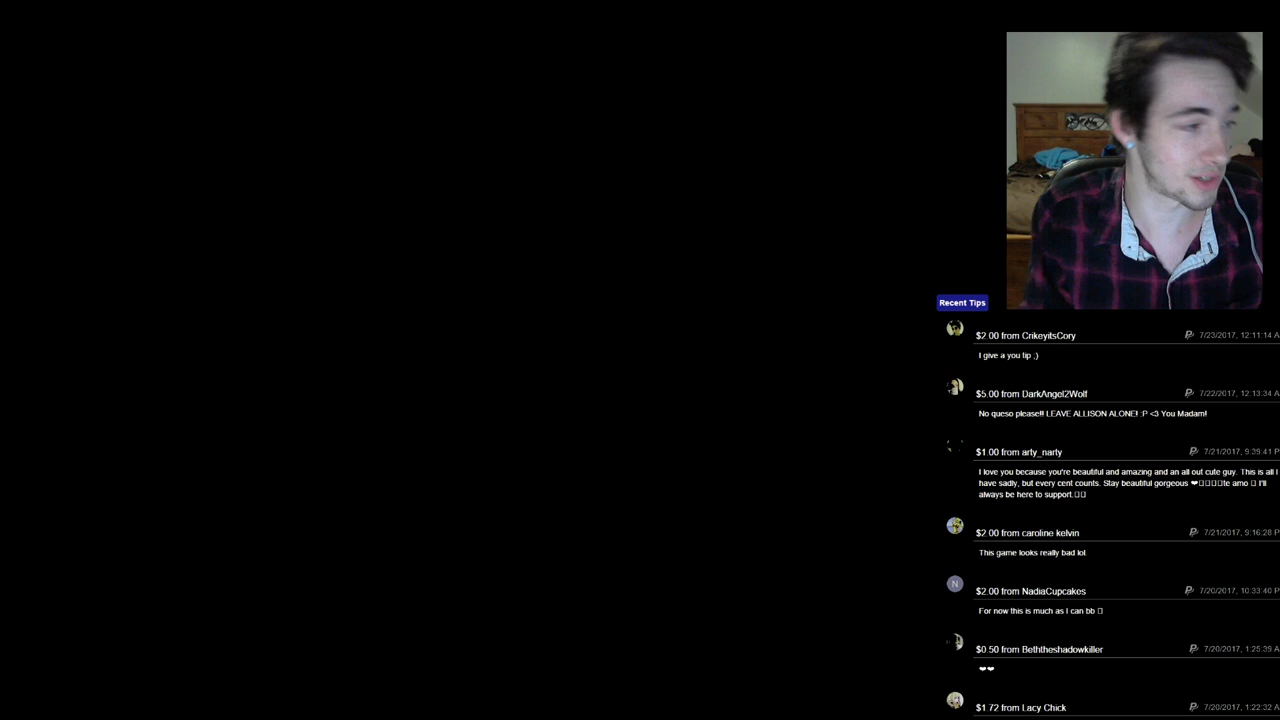 Recent Tips
$2.00 from CrikeyitsCory 7/23/2017, 12:11:14 A
I give a you tip ;)
$5.00 from DarkAngel2Wolf 7/22/2017, 12:13:34 A
No queso please!! LEAVE ALLISON ALONE! :P <3 You Madam!
$1.00 from arty_narty 7/21/2017, 9:39:41 P
I love you because you're beautiful and amazing and an all out cute guy. This is all I
have sadly, but every cent counts. Stay beautiful gorgeous ❤▯▯▯▯te amo ▯ I'll
always be here to support.▯▯
$2.00 from caroline kelvin 7/21/2017, 9:16:28 P
This game looks really bad lol
N
$2.00 from NadiaCupcakes 7/20/2017, 10:33:40 P
For now this is much as I can bb ▯
$0.50 from Beththeshadowkiller 7/20/2017, 1:25:39 A
❤❤
$1.72 from Lacy Chick 7/20/2017, 1:22:32 A